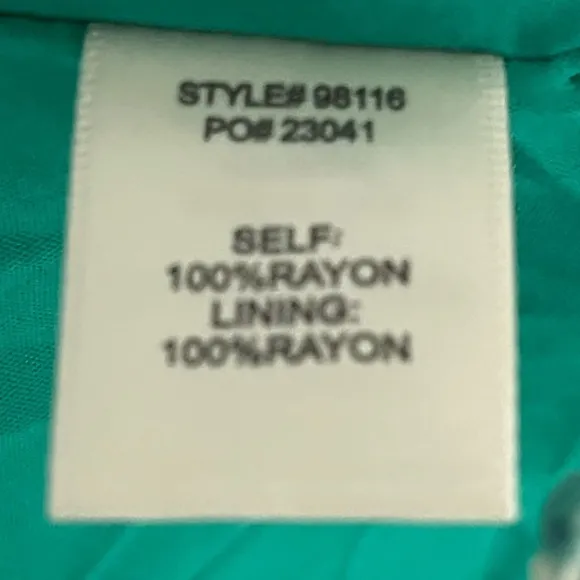 STYLE# 98116
PO# 23041
SELF:
100%RAYON
LINING:
100%RAYON